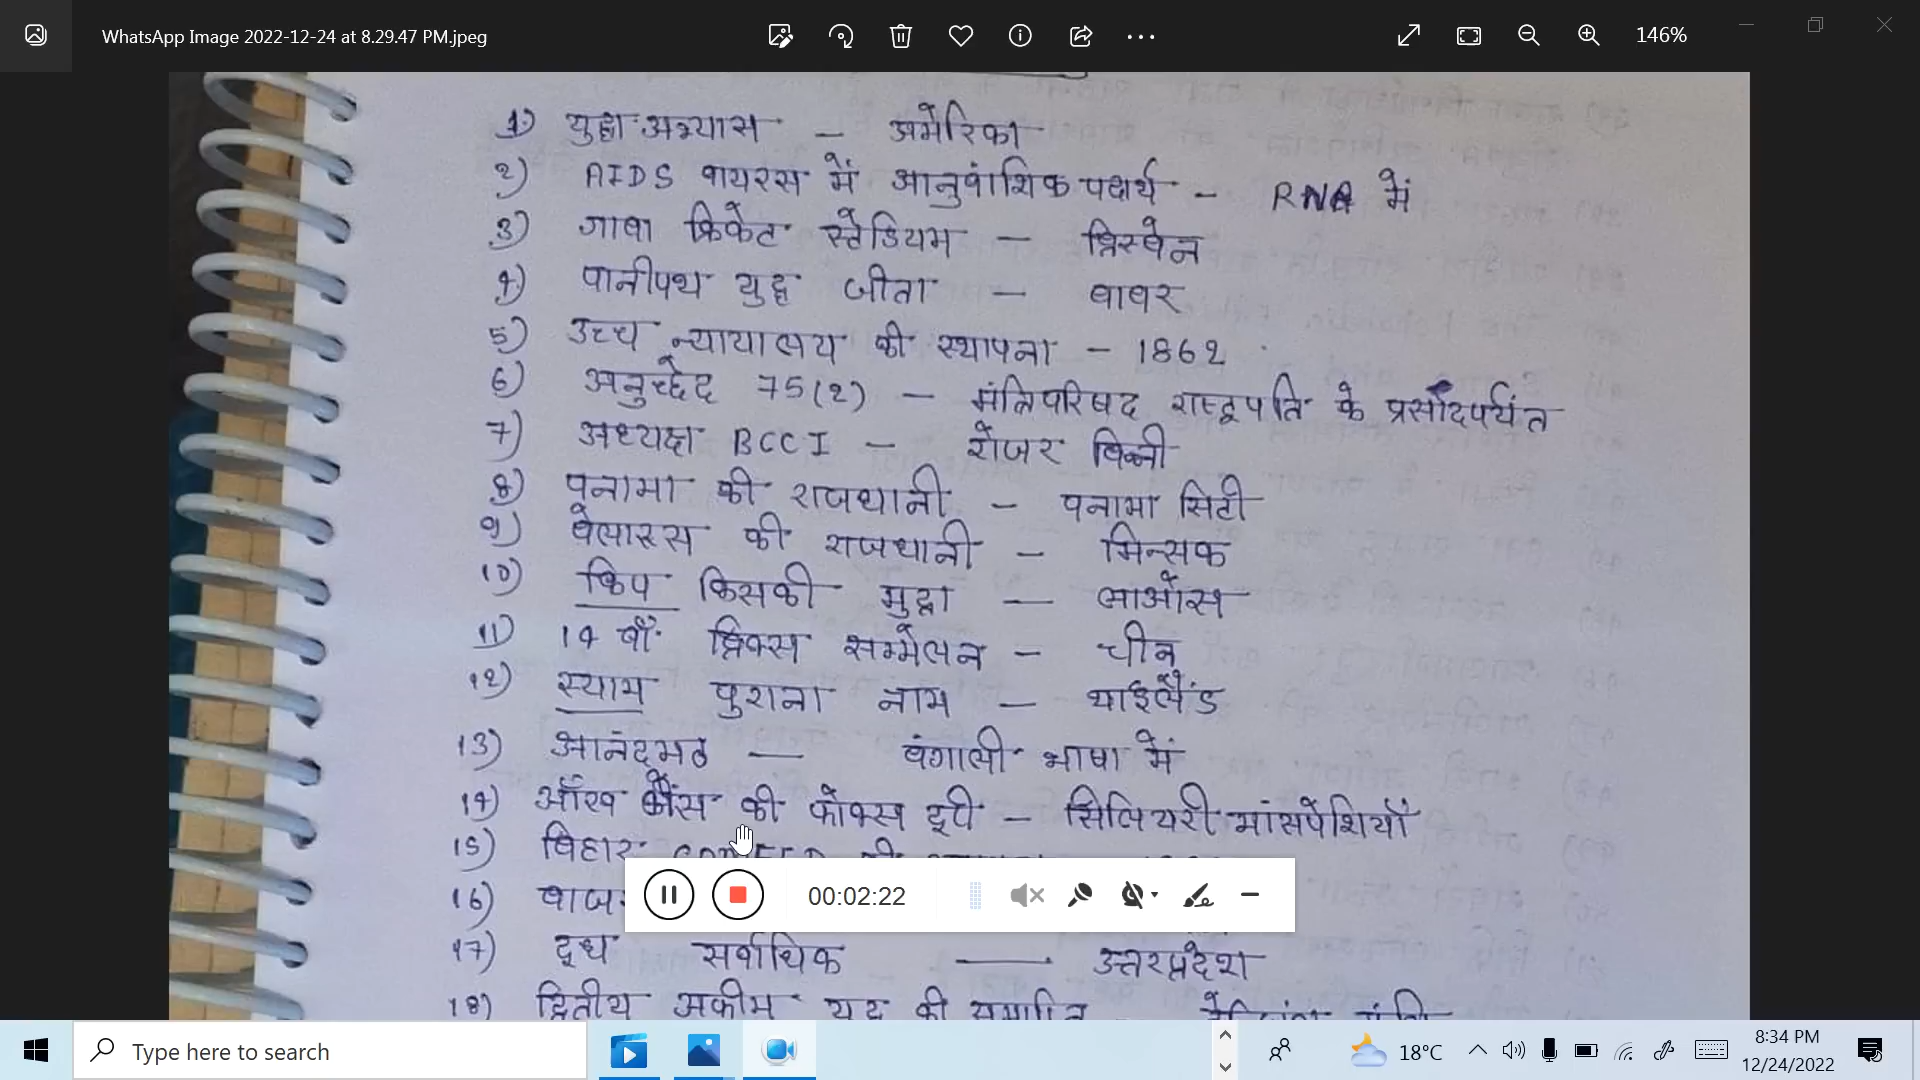 WhatsApp Image 2022-12-24 at 8.29.47 PM.jpeg
146%
1) युद्धाअभ्यास - अमेरिका
2) AIDS वायरस में आनुवांशिक पदार्थ - RNA में
3) गाबा क्रिकेट स्टेडियम - ब्रिस्बेन
4) पानीपथ युद्ध जीता - बाबर
5) उच्च न्यायालय की स्थापना - 1862
6) अनुच्छेद 75(2) - मंत्रिपरिषद राष्ट्रपति के प्रसादपर्यंत
7) अध्यक्ष BCCI - रोजर बिन्नी
8) पनामा की राजधानी - पनामा सिटी
9) बेलारूस की राजधानी - मिन्सक
10) किप किसकी मुद्रा - लाओस
11) 14 वाँ ब्रिक्स सम्मेलन - चीन
12) स्याम पुराना नाम - थाईलैंड
13) आनंदमठ - बंगाली भाषा में
14) आँख लेंस की फोक्स दूरी - सिलियरी मांसपेशियाँ
15) बिहार
16)
00:02:22
17) दूध सर्वाधिक - उत्तरप्रदेश
18) द्वितीय अफीम युद्ध की समाप्ति -
Type here to search
18°C
8:34 PM
12/24/2022